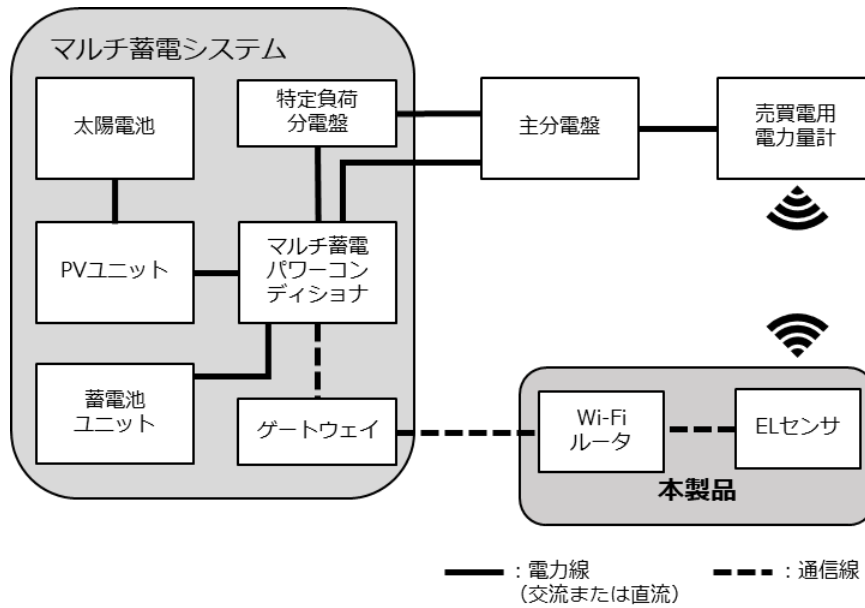 マルチ蓄電システム
太陽電池
特定負荷
分電盤
主分電盤
売買電用
電力量計
PVユニット
マルチ蓄電
パワーコン
ディショナ
蓄電池
ユニット
ゲートウェイ
Wi-Fi
ルータ
ELセンサ
本製品
：電力線
（交流または直流）
：通信線